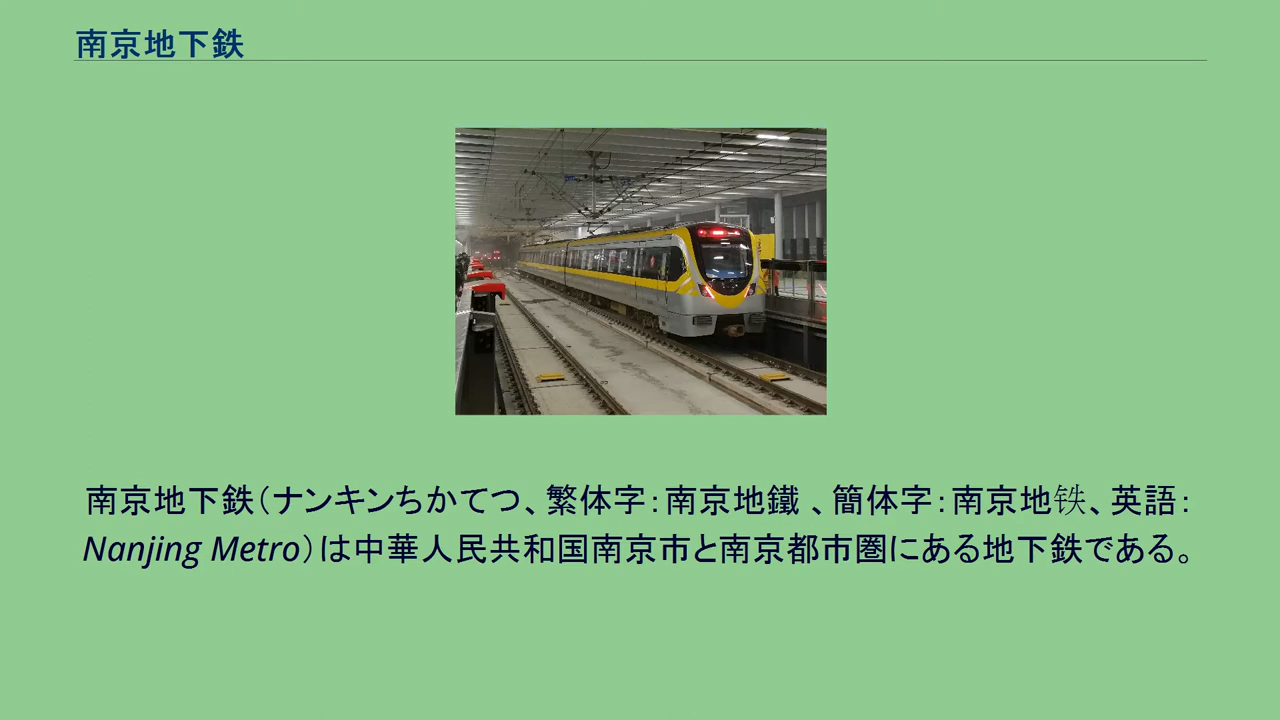 南京地下鉄
南京地下鉄（ナンキンちかてつ、繁体字：南京地鐵 、簡体字：南京地铁、英語：
Nanjing Metro）は中華人民共和国南京市と南京都市圏にある地下鉄である。